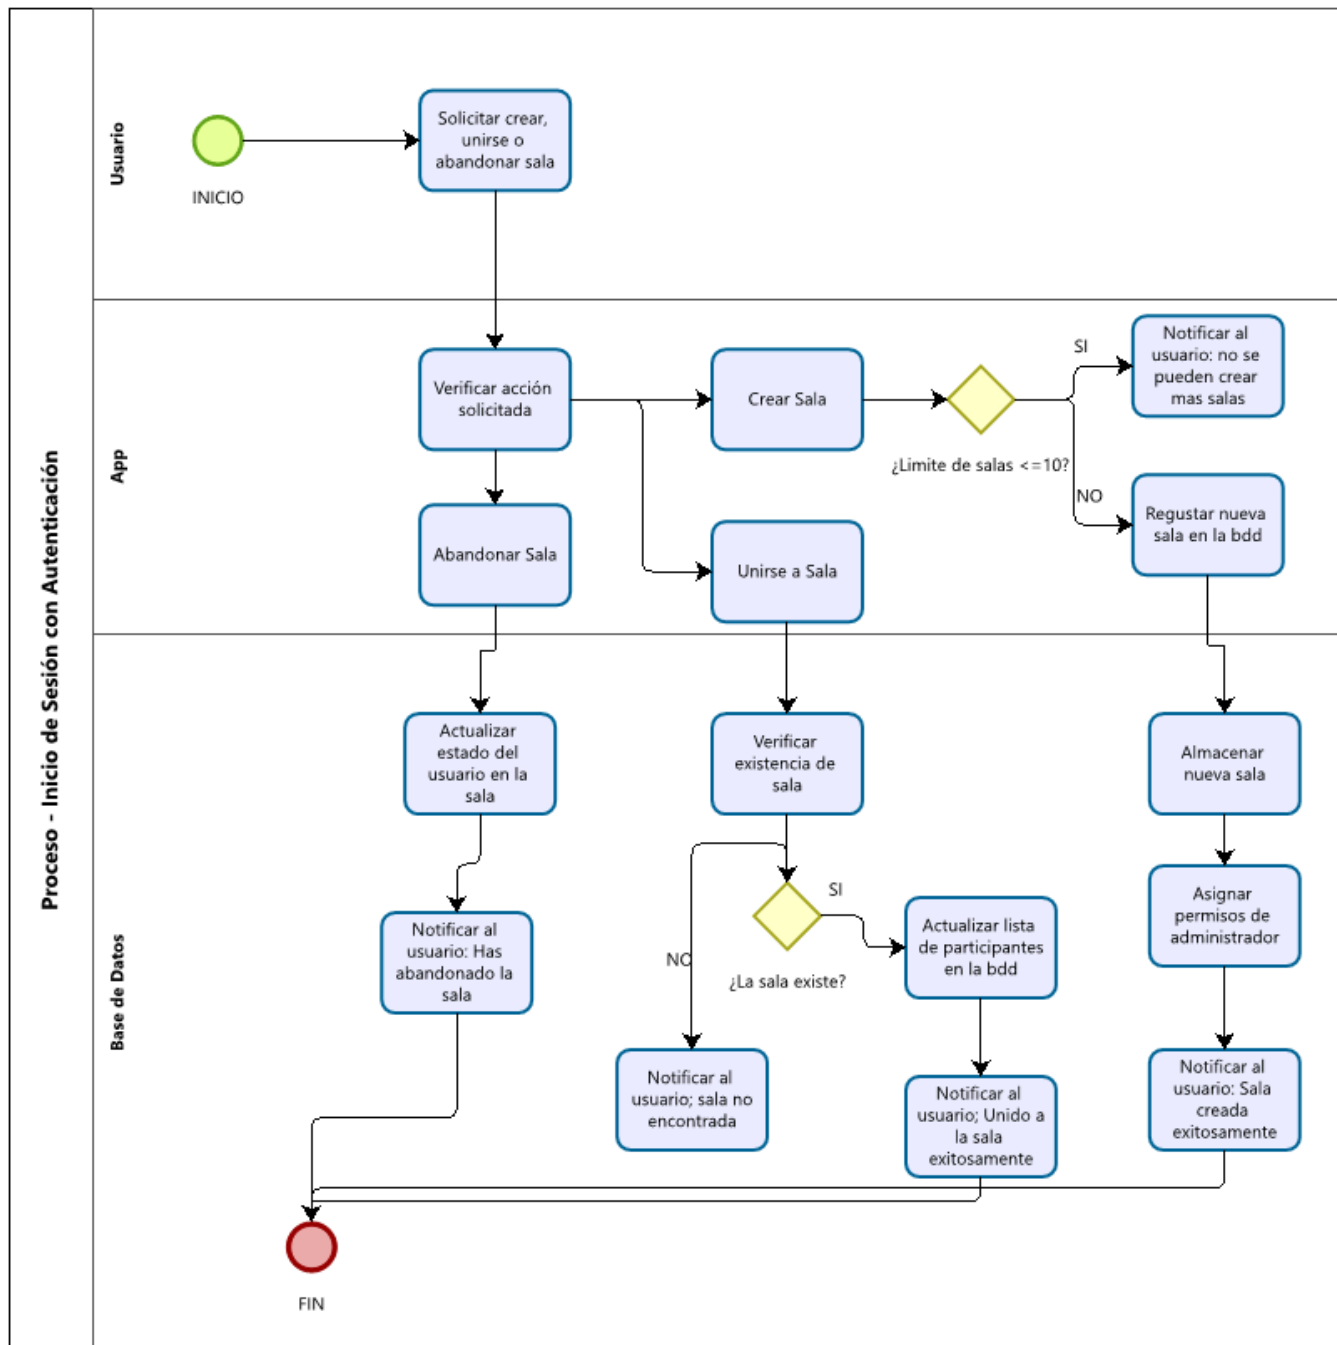 Proceso - Inicio de Sesión con Autenticación
Usuario
INICIO
Solicitar crear,
unirse o
abandonar sala
App
Verificar acción
solicitada
Crear Sala
¿Limite de salas <=10?
SI
Notificar al
usuario: no se
pueden crear
mas salas
NO
Regustar nueva
sala en la bdd
Abandonar Sala
Unirse a Sala
Base de Datos
Actualizar
estado del
usuario en la
sala
Verificar
existencia de
sala
Almacenar
nueva sala
Notificar al
usuario: Has
abandonado la
sala
NO
¿La sala existe?
SI
Actualizar lista
de participantes
en la bdd
Asignar
permisos de
administrador
Notificar al
usuario; sala no
encontrada
Notificar al
usuario; Unido a
la sala
exitosamente
Notificar al
usuario: Sala
creada
exitosamente
FIN